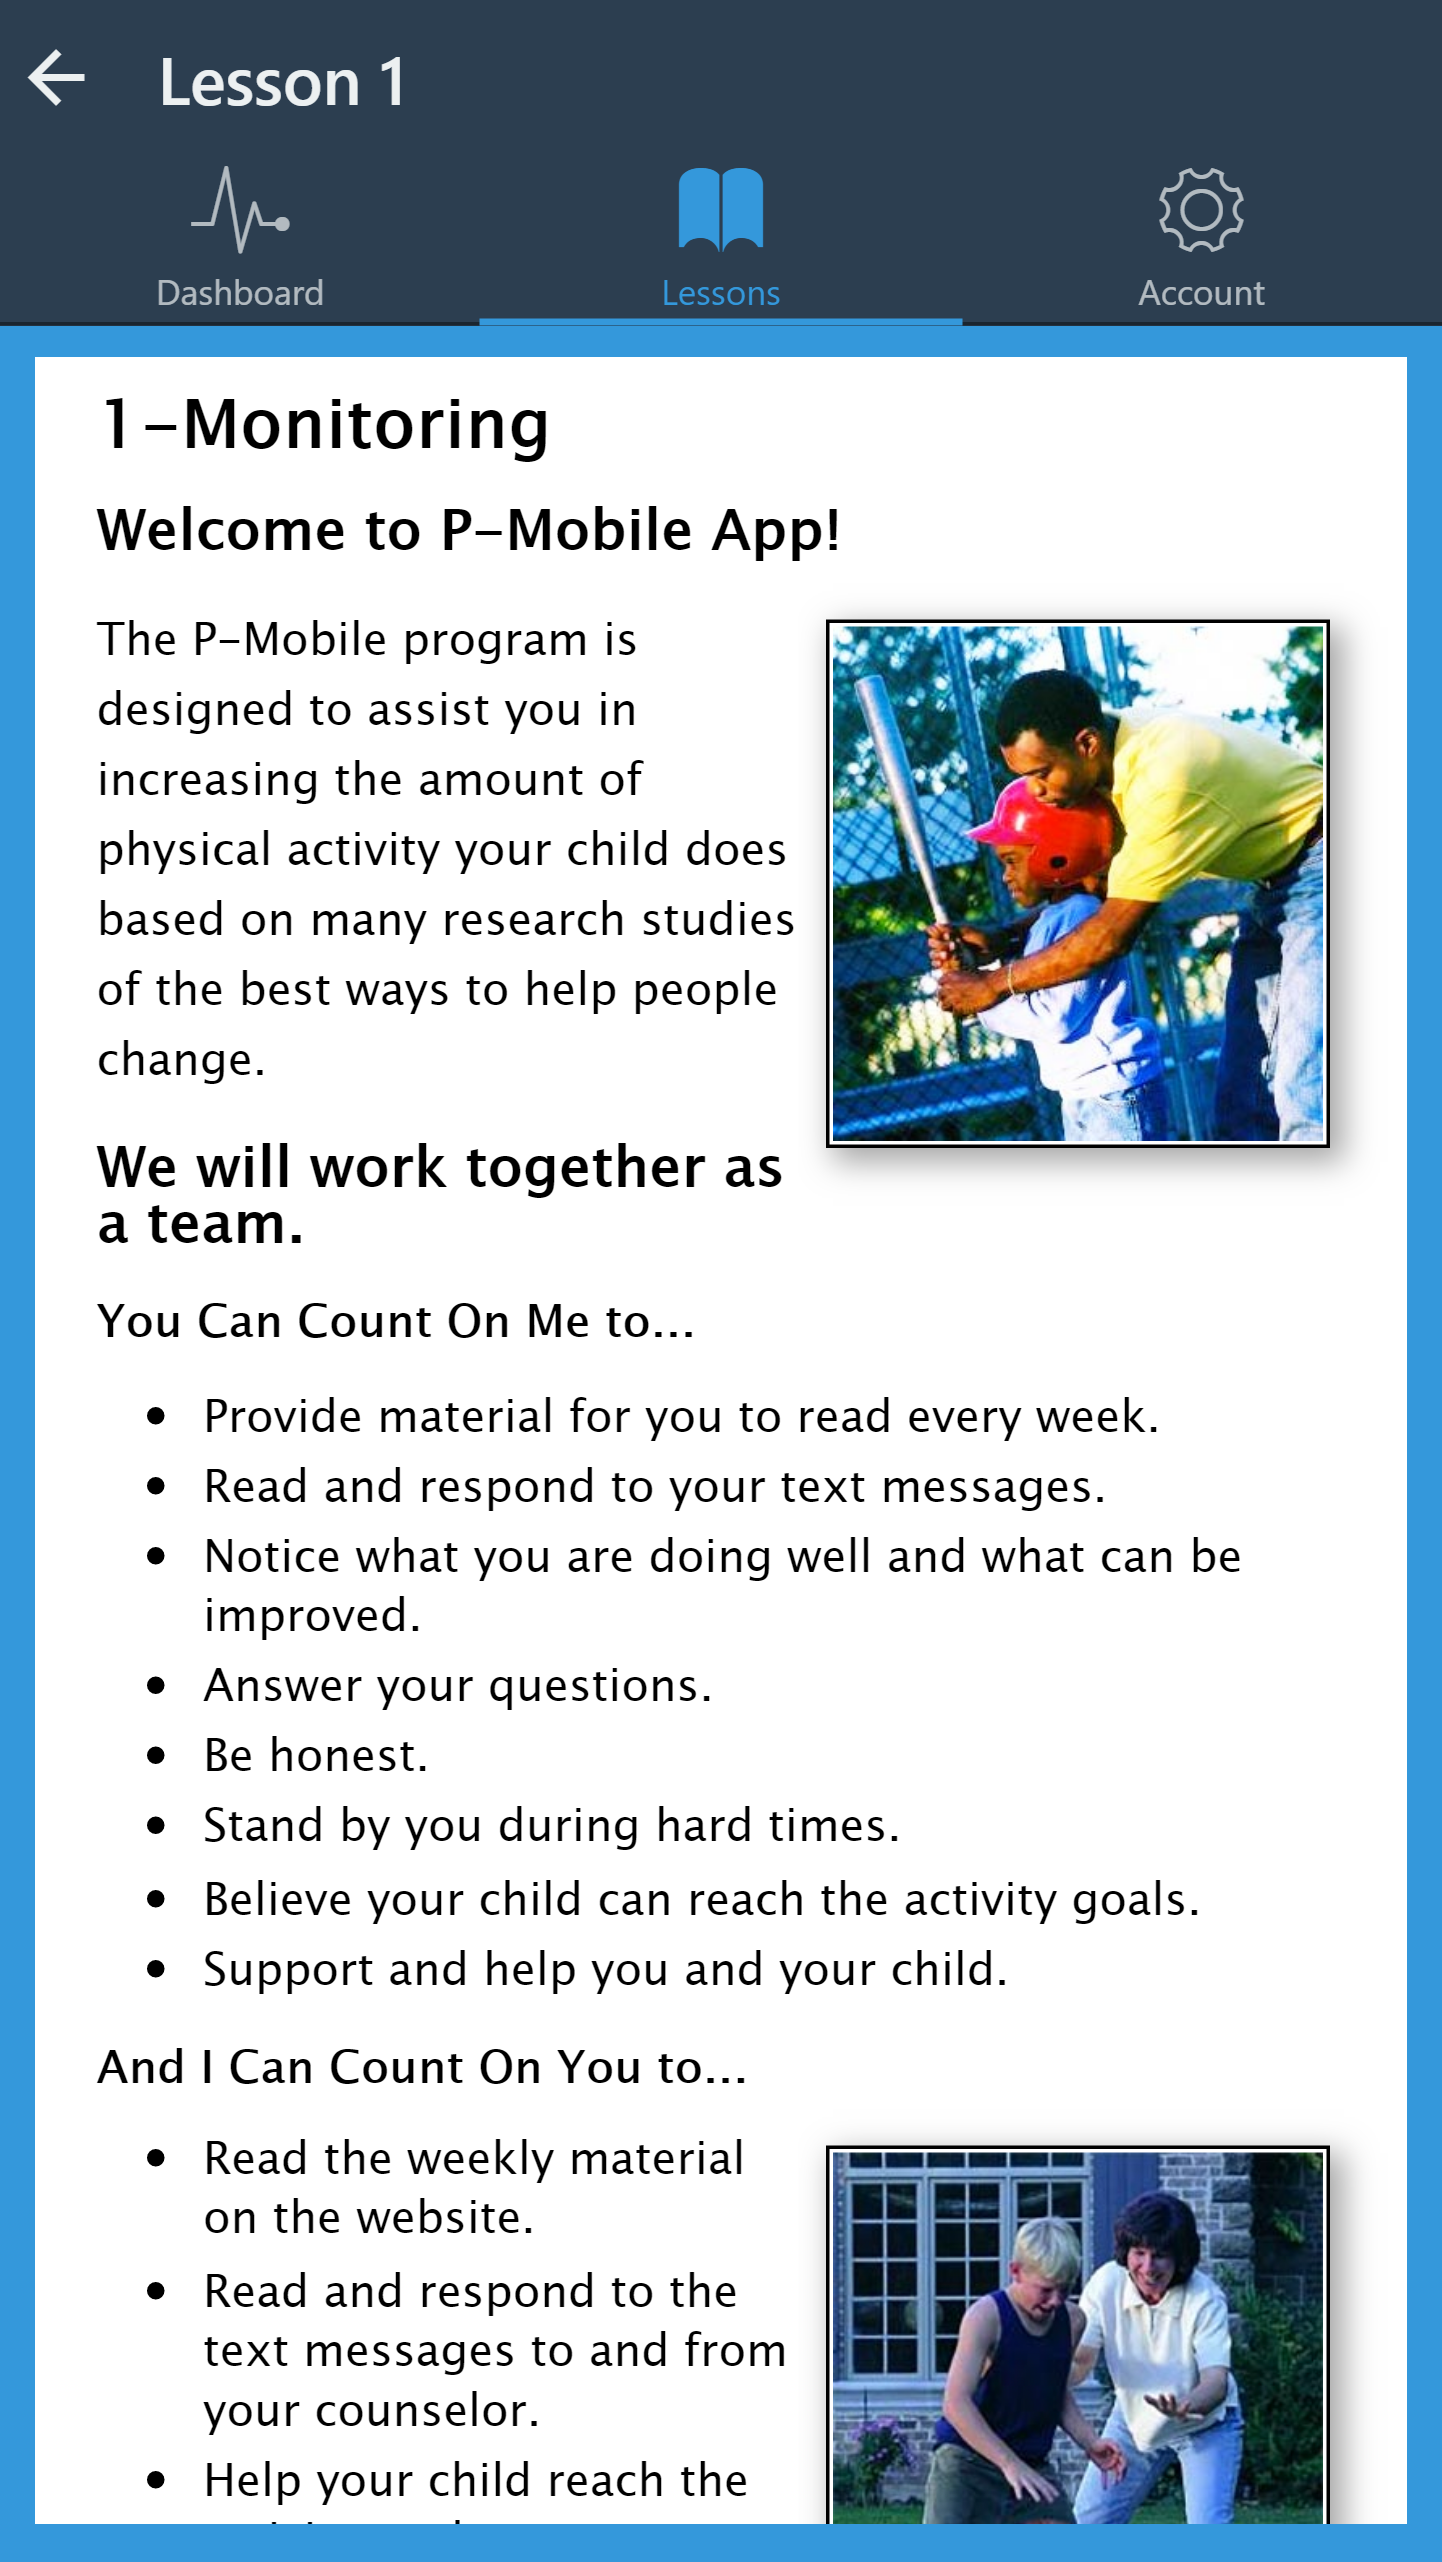 Lesson 1
Dashboard
Lessons
Account
1-Monitoring
Welcome to P-Mobile App!
The P-Mobile program is
designed to assist you in
increasing the amount of
physical activity your child does
based on many research studies
of the best ways to help people
change.
We will work together as
a team.
You Can Count On Me to...
• Provide material for you to read every week.
• Read and respond to your text messages.
• Notice what you are doing well and what can be
improved.
• Answer your questions.
• Be honest.
• Stand by you during hard times.
• Believe your child can reach the activity goals.
• Support and help you and your child.
And I Can Count On You to...
• Read the weekly material
on the website.
• Read and respond to the
text messages to and from
your counselor.
• Help your child reach the